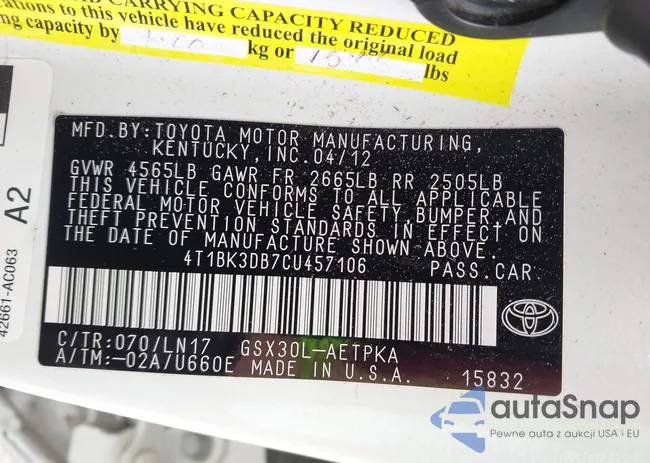 AD CARRYING CAPACITY REDUCED
cations to this vehicle have reduced the original load
ing capacity by kg or lbs
MFD.BY:TOYOTA MOTOR MANUFACTURING,
KENTUCKY,INC.04/12
GVWR 4565LB GAWR FR 2665LB RR 2505LB
THIS VEHICLE CONFORMS TO ALL APPLICABLE
FEDERAL MOTOR VEHICLE SAFETY,BUMPER,AND
THEFT PREVENTION STANDARDS IN EFFECT ON
THE DATE OF MANUFACTURE SHOWN ABOVE.
4T1BK3DB7CU457106 PASS.CAR.
C/TR:070/LN17 GSX30L-AETPKA
A/TM:-02A/U660E MADE IN U.S.A. 15832
A2
42661-AC063
autaSnap
Pewne auta z aukcji USA i EU